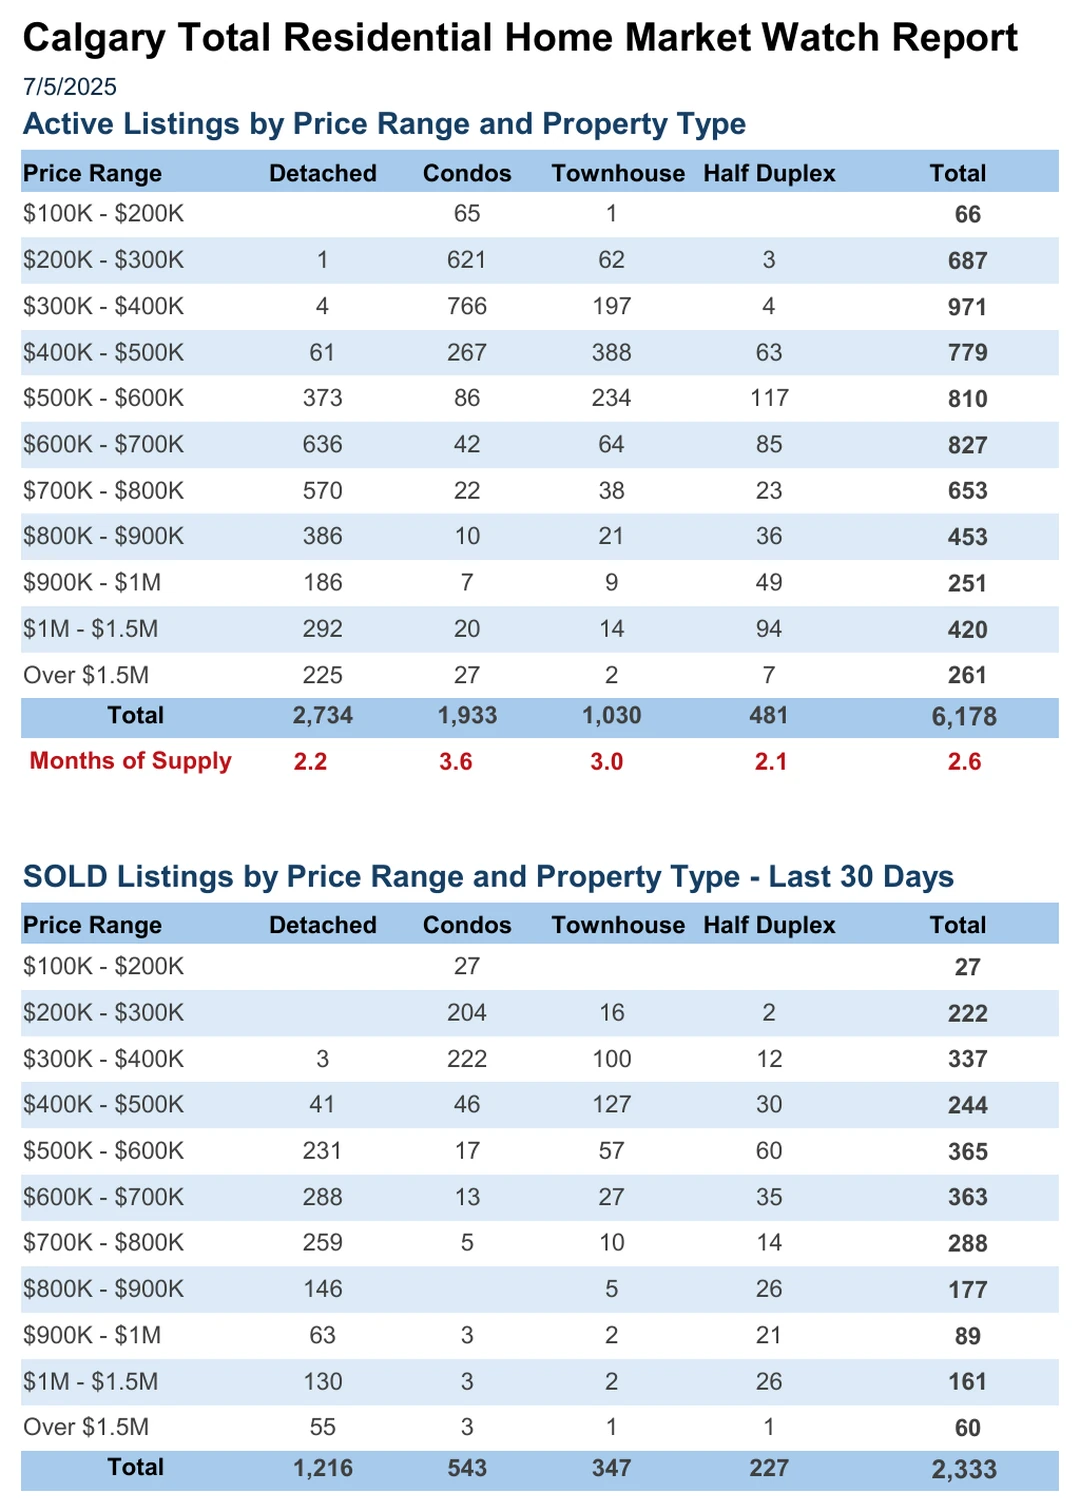 Calgary Total Residential Home Market Watch Report
7/5/2025
Active Listings by Price Range and Property Type
Price Range Detached Condos Townhouse Half Duplex Total
$100K - $200K 65 1 66
$200K - $300K 1 621 62 3 687
$300K - $400K 4 766 197 4 971
$400K - $500K 61 267 388 63 779
$500K - $600K 373 86 234 117 810
$600K - $700K 636 42 64 85 827
$700K - $800K 570 22 38 23 653
$800K - $900K 386 10 21 36 453
$900K - $1M 186 7 9 49 251
$1M - $1.5M 292 20 14 94 420
Over $1.5M 225 27 2 7 261
Total 2,734 1,933 1,030 481 6,178
Months of Supply 2.2 3.6 3.0 2.1 2.6
SOLD Listings by Price Range and Property Type - Last 30 Days
Price Range Detached Condos Townhouse Half Duplex Total
$100K - $200K 27 27
$200K - $300K 204 16 2 222
$300K - $400K 3 222 100 12 337
$400K - $500K 41 46 127 30 244
$500K - $600K 231 17 57 60 365
$600K - $700K 288 13 27 35 363
$700K - $800K 259 5 10 14 288
$800K - $900K 146 5 26 177
$900K - $1M 63 3 2 21 89
$1M - $1.5M 130 3 2 26 161
Over $1.5M 55 3 1 1 60
Total 1,216 543 347 227 2,333